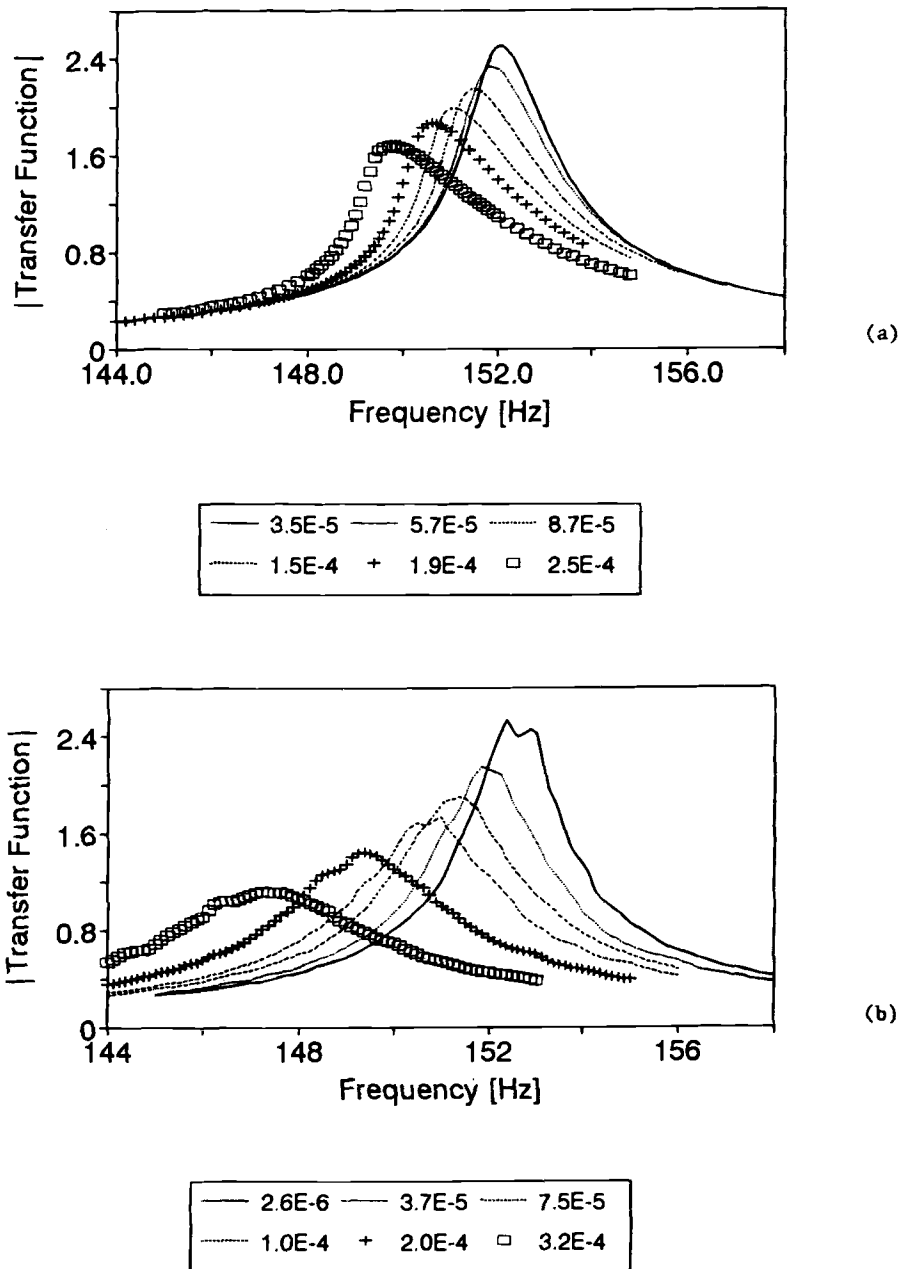 |Transfer Function|
2.4
1.6
0.8
0
144.0 148.0 152.0 156.0
Frequency [Hz]
(a)
3.5E-5 5.7E-5 8.7E-5
1.5E-4 + 1.9E-4 □ 2.5E-4
|Transfer Function|
2.4
1.6
0.8
0
144 148 152 156
Frequency [Hz]
(b)
2.6E-6 3.7E-5 7.5E-5
1.0E-4 + 2.0E-4 □ 3.2E-4